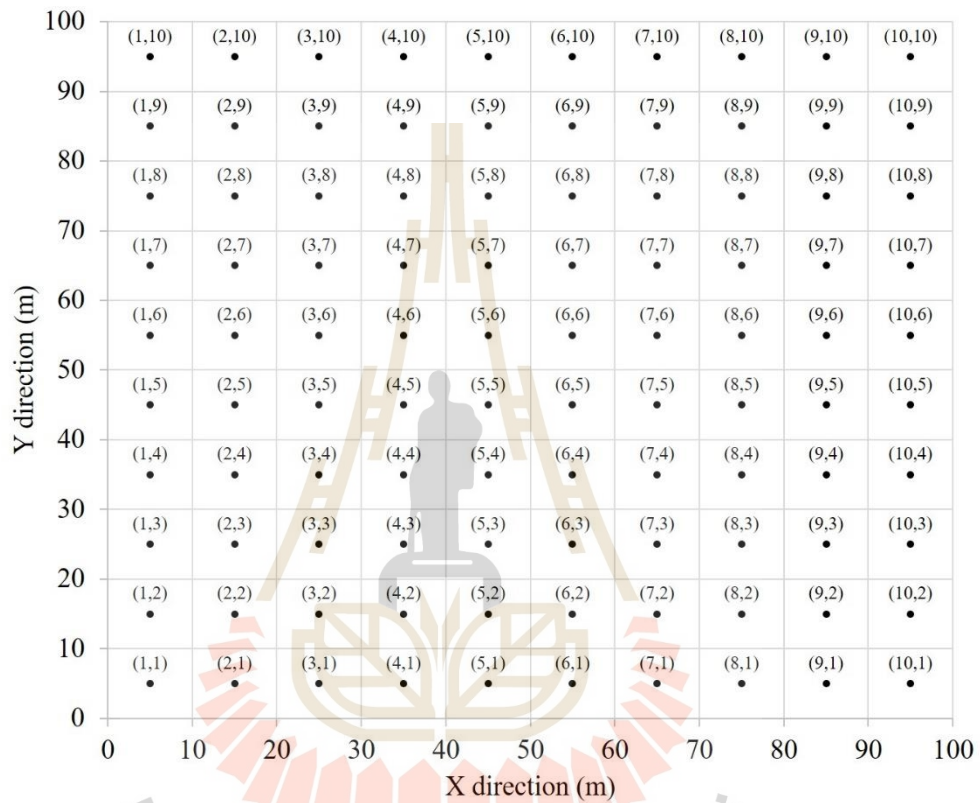 100
(1,10) (2,10) (3,10) (4,10) (5,10) (6,10) (7,10) (8,10) (9,10) (10,10)
90
(1,9) (2,9) (3,9) (4,9) (5,9) (6,9) (7,9) (8,9) (9,9) (10,9)
80
(1,8) (2,8) (3,8) (4,8) (5,8) (6,8) (7,8) (8,8) (9,8) (10,8)
70
(1,7) (2,7) (3,7) (4,7) (5,7) (6,7) (7,7) (8,7) (9,7) (10,7)
60
(1,6) (2,6) (3,6) (4,6) (5,6) (6,6) (7,6) (8,6) (9,6) (10,6)
50
(1,5) (2,5) (3,5) (4,5) (5,5) (6,5) (7,5) (8,5) (9,5) (10,5)
40
(1,4) (2,4) (3,4) (4,4) (5,4) (6,4) (7,4) (8,4) (9,4) (10,4)
30
(1,3) (2,3) (3,3) (4,3) (5,3) (6,3) (7,3) (8,3) (9,3) (10,3)
20
(1,2) (2,2) (3,2) (4,2) (5,2) (6,2) (7,2) (8,2) (9,2) (10,2)
10
(1,1) (2,1) (3,1) (4,1) (5,1) (6,1) (7,1) (8,1) (9,1) (10,1)
0
0 10 20 30 40 50 60 70 80 90 100
X direction (m)
Y direction (m)